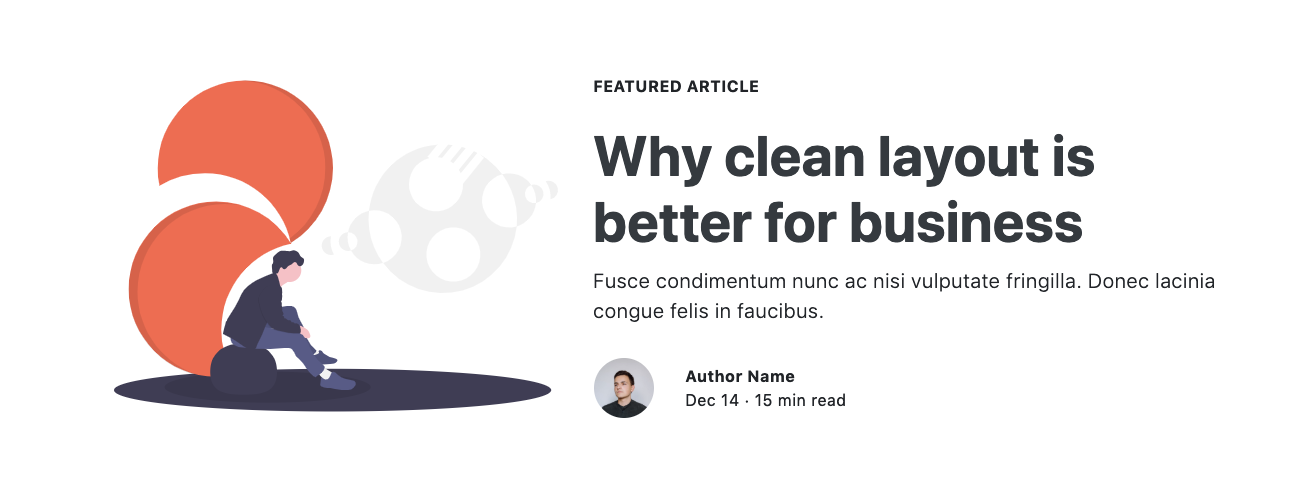 FEATURED ARTICLE
Why clean layout is
better for business
Fusce condimentum nunc ac nisi vulputate fringilla. Donec lacinia
congue felis in faucibus.
Author Name
Dec 14 · 15 min read